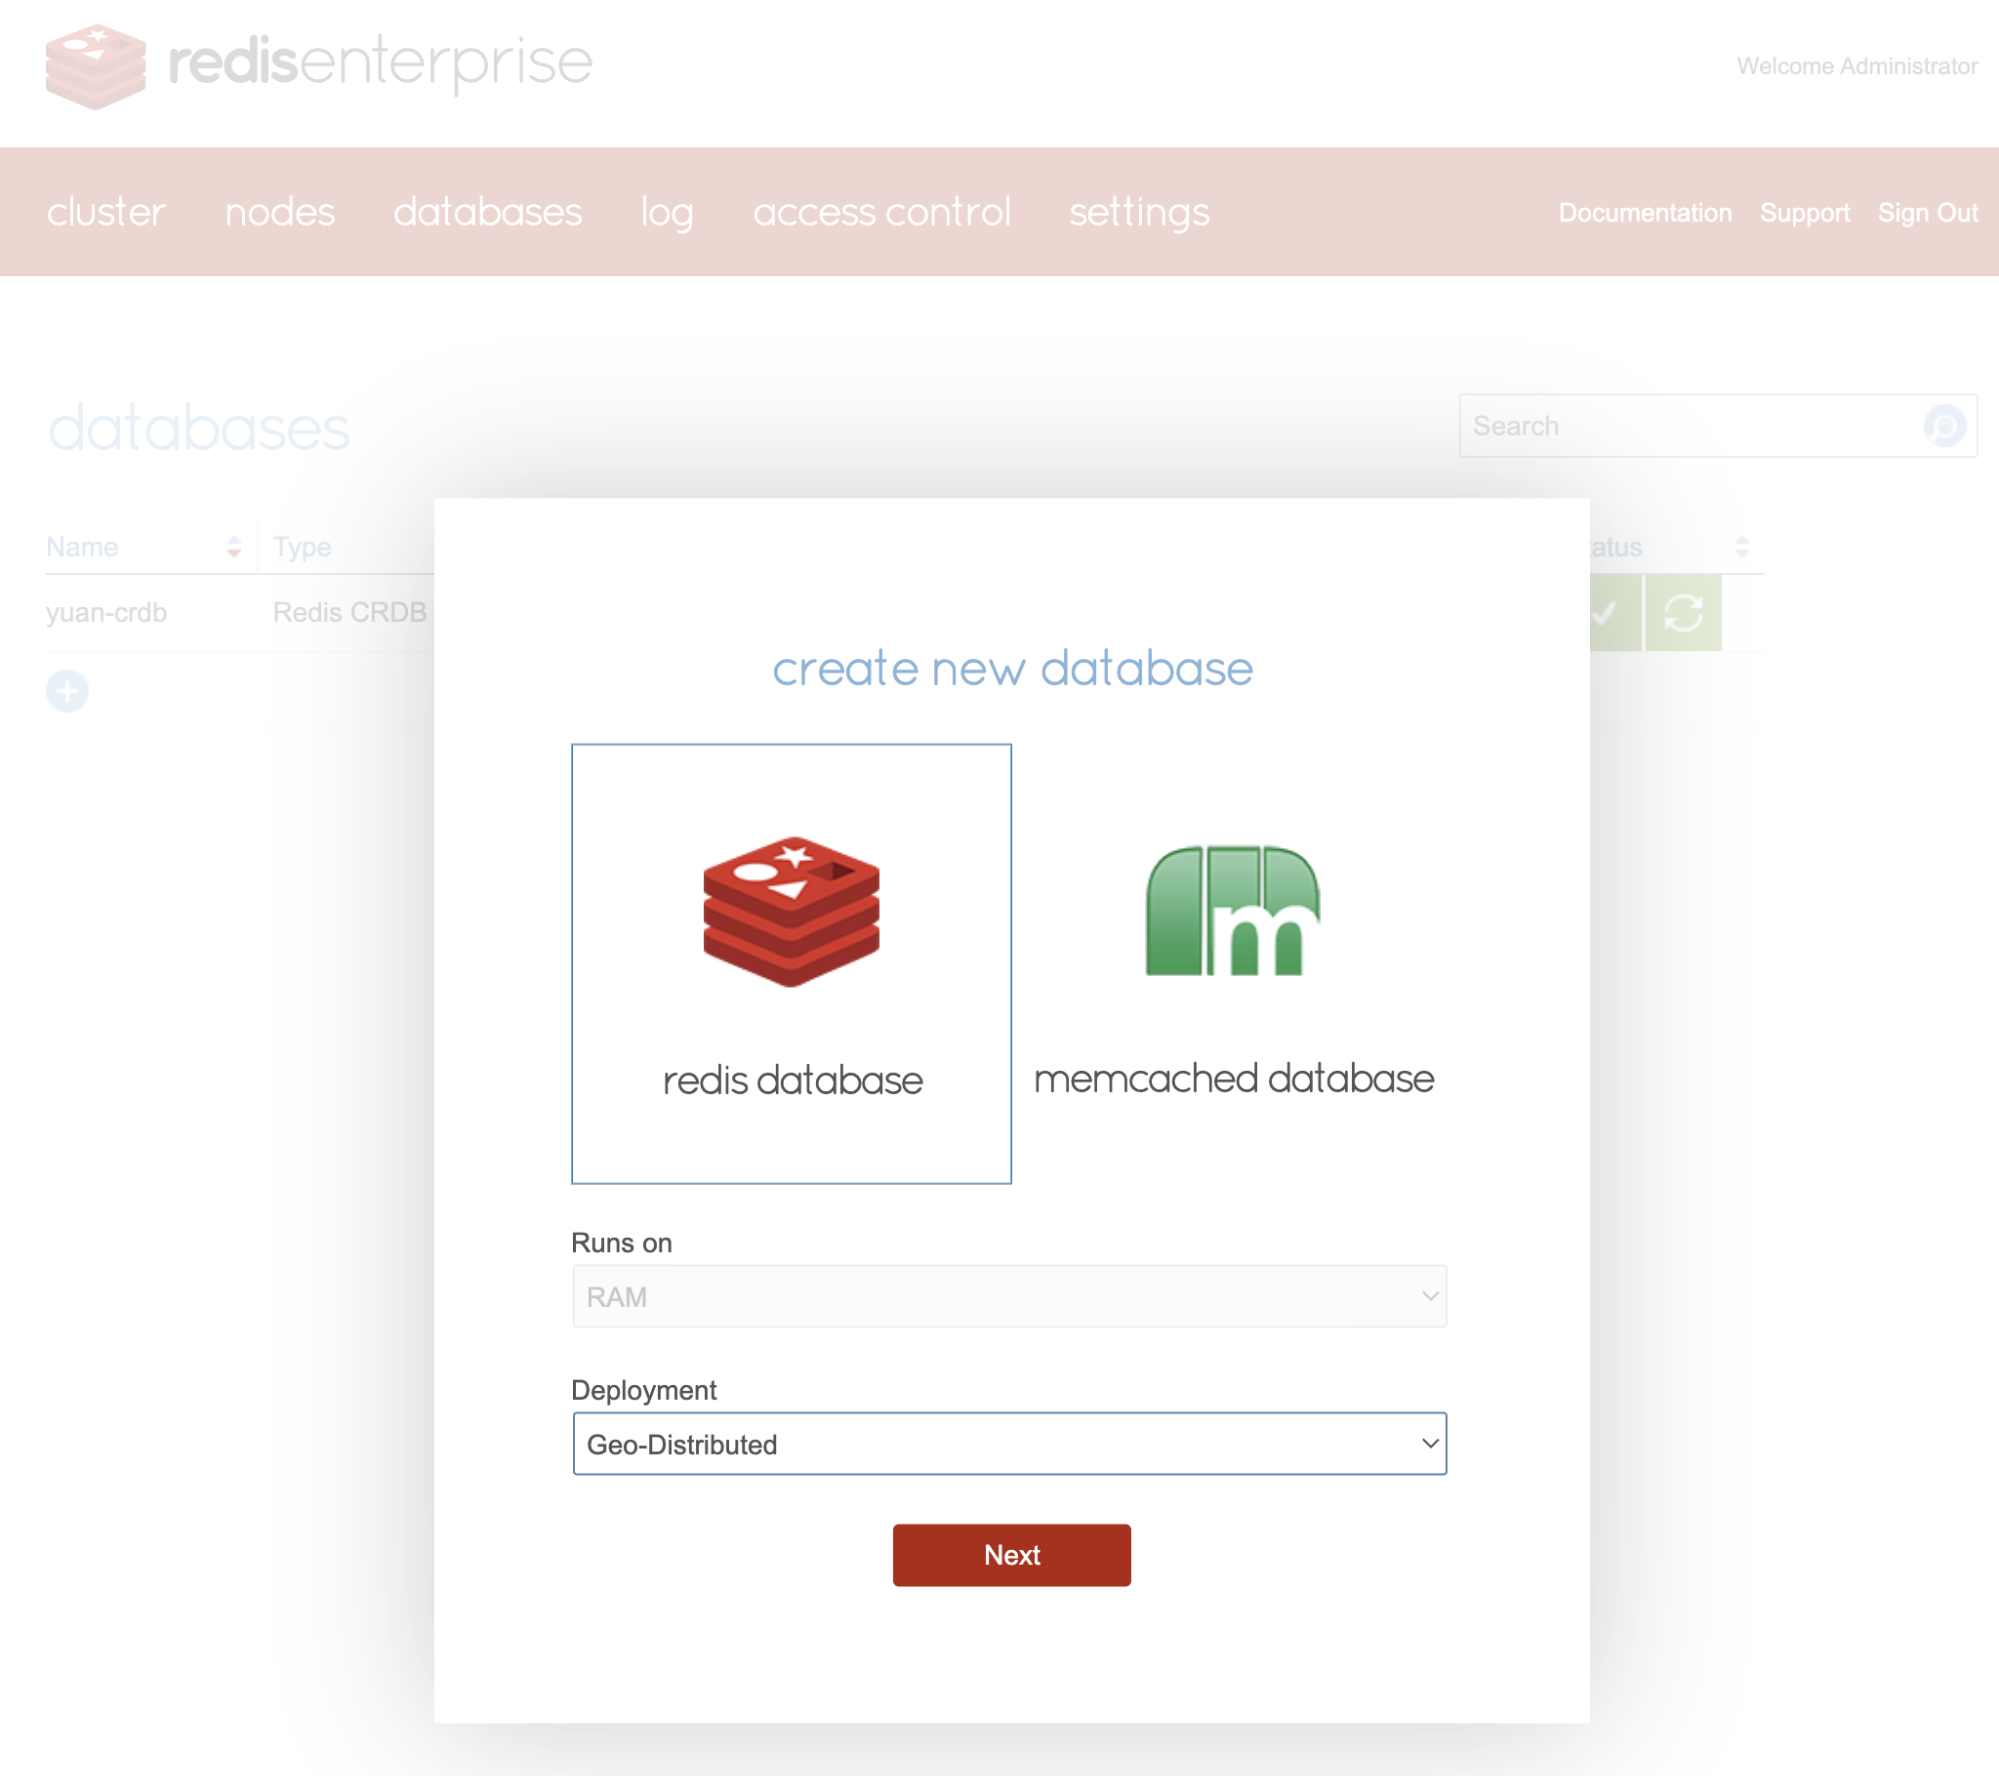 redisenterprise
Welcome Administrator
cluster nodes databases log access control settings Documentation Support Sign Out
databases
Search
Name Type atus
yuan-crdb Redis CRDB
create new database
redis database memcached database
Runs on
RAM
Deployment
Geo-Distributed
Next